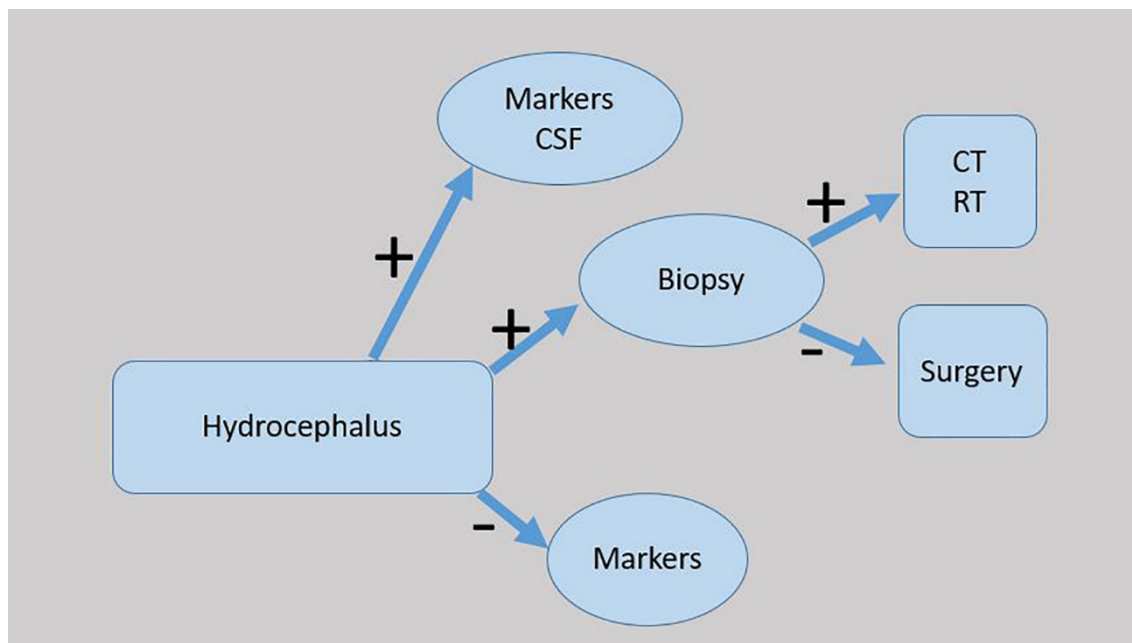 Markers
CSF
+
CT
RT
+
Biopsy
+
-
Surgery
Hydrocephalus
-
Markers